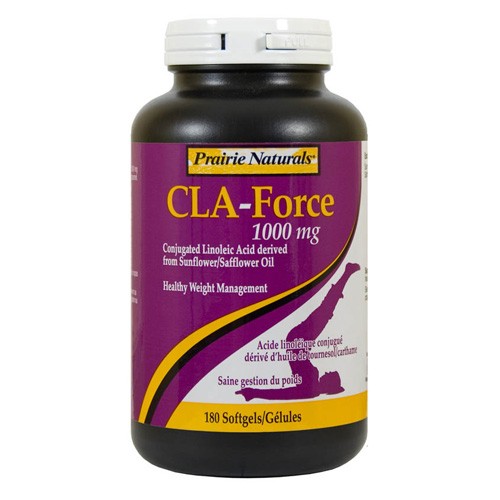 Prairie Naturals®
CLA-Force
1000 mg
Conjugated Linoleic Acid derived
from Sunflower/Safflower Oil
Healthy Weight Management
Acide linoléique conjugué
dérivé d'huile de tournesol/carthame
Saine gestion du poids
180 Softgels/Gélules